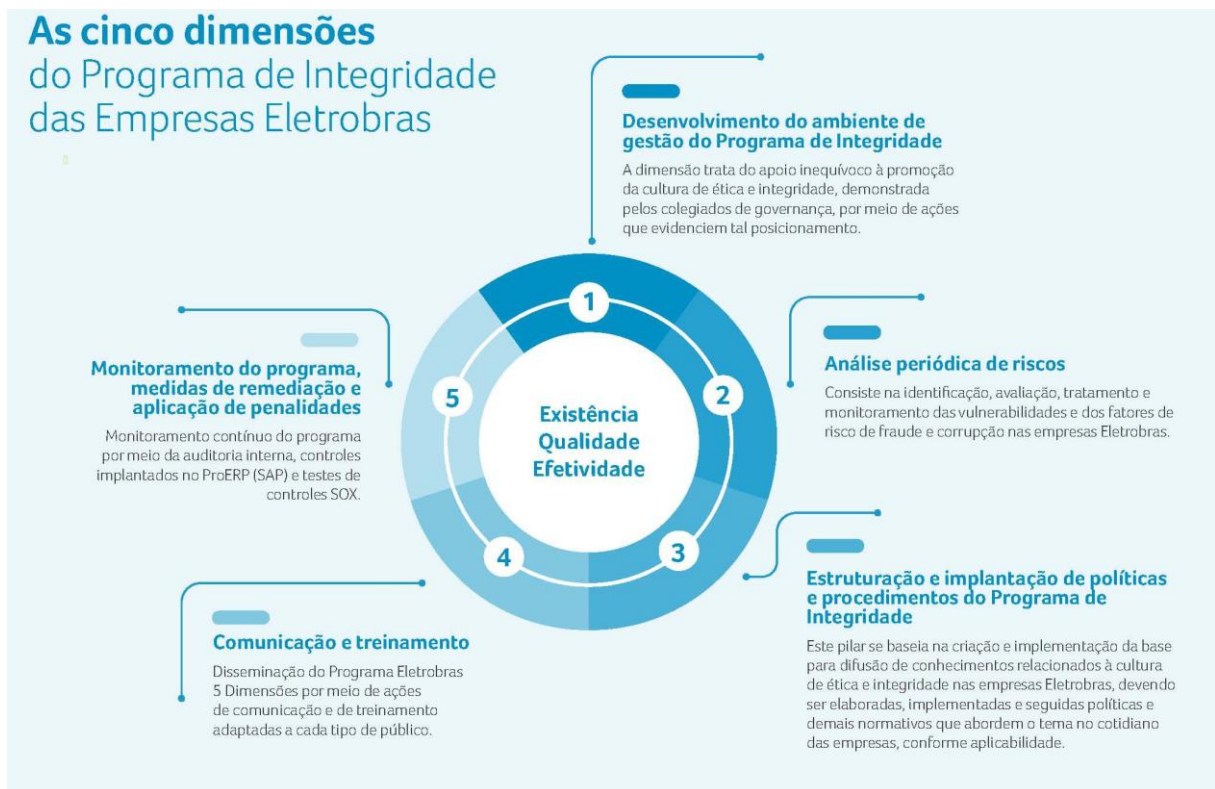 As cinco dimensões
do Programa de Integridade
das Empresas Eletrobras
Desenvolvimento do ambiente de
gestão do Programa de Integridade
A dimensão trata do apoio inequívoco à promoção
da cultura de ética e integridade, demonstrada
pelos colegiados de governança, por meio de ações
que evidenciem tal posicionamento.
1
Análise periódica de riscos
Consiste na identificação, avaliação, tratamento e
monitoramento das vulnerabilidades e dos fatores de
risco de fraude e corrupção nas empresas Eletrobras.
2
Estruturação e implantação de políticas
e procedimentos do Programa de
Integridade
Este pilar se baseia na criação e implementação da base
para difusão de conhecimentos relacionados à cultura
de ética e integridade nas empresas Eletrobras, devendo
ser elaboradas, implementadas e seguidas políticas e
demais normativos que abordem o tema no cotidiano
das empresas, conforme aplicabilidade.
3
Comunicação e treinamento
Disseminação do Programa Eletrobras
5 Dimensões por meio de ações
de comunicação e de treinamento
adaptadas a cada tipo de público.
4
Monitoramento do programa,
medidas de remediação e
aplicação de penalidades
Monitoramento contínuo do programa
por meio da auditoria interna, controles
implantados no ProERP (SAP) e testes de
controles SOX.
5
Existência
Qualidade
Efetividade